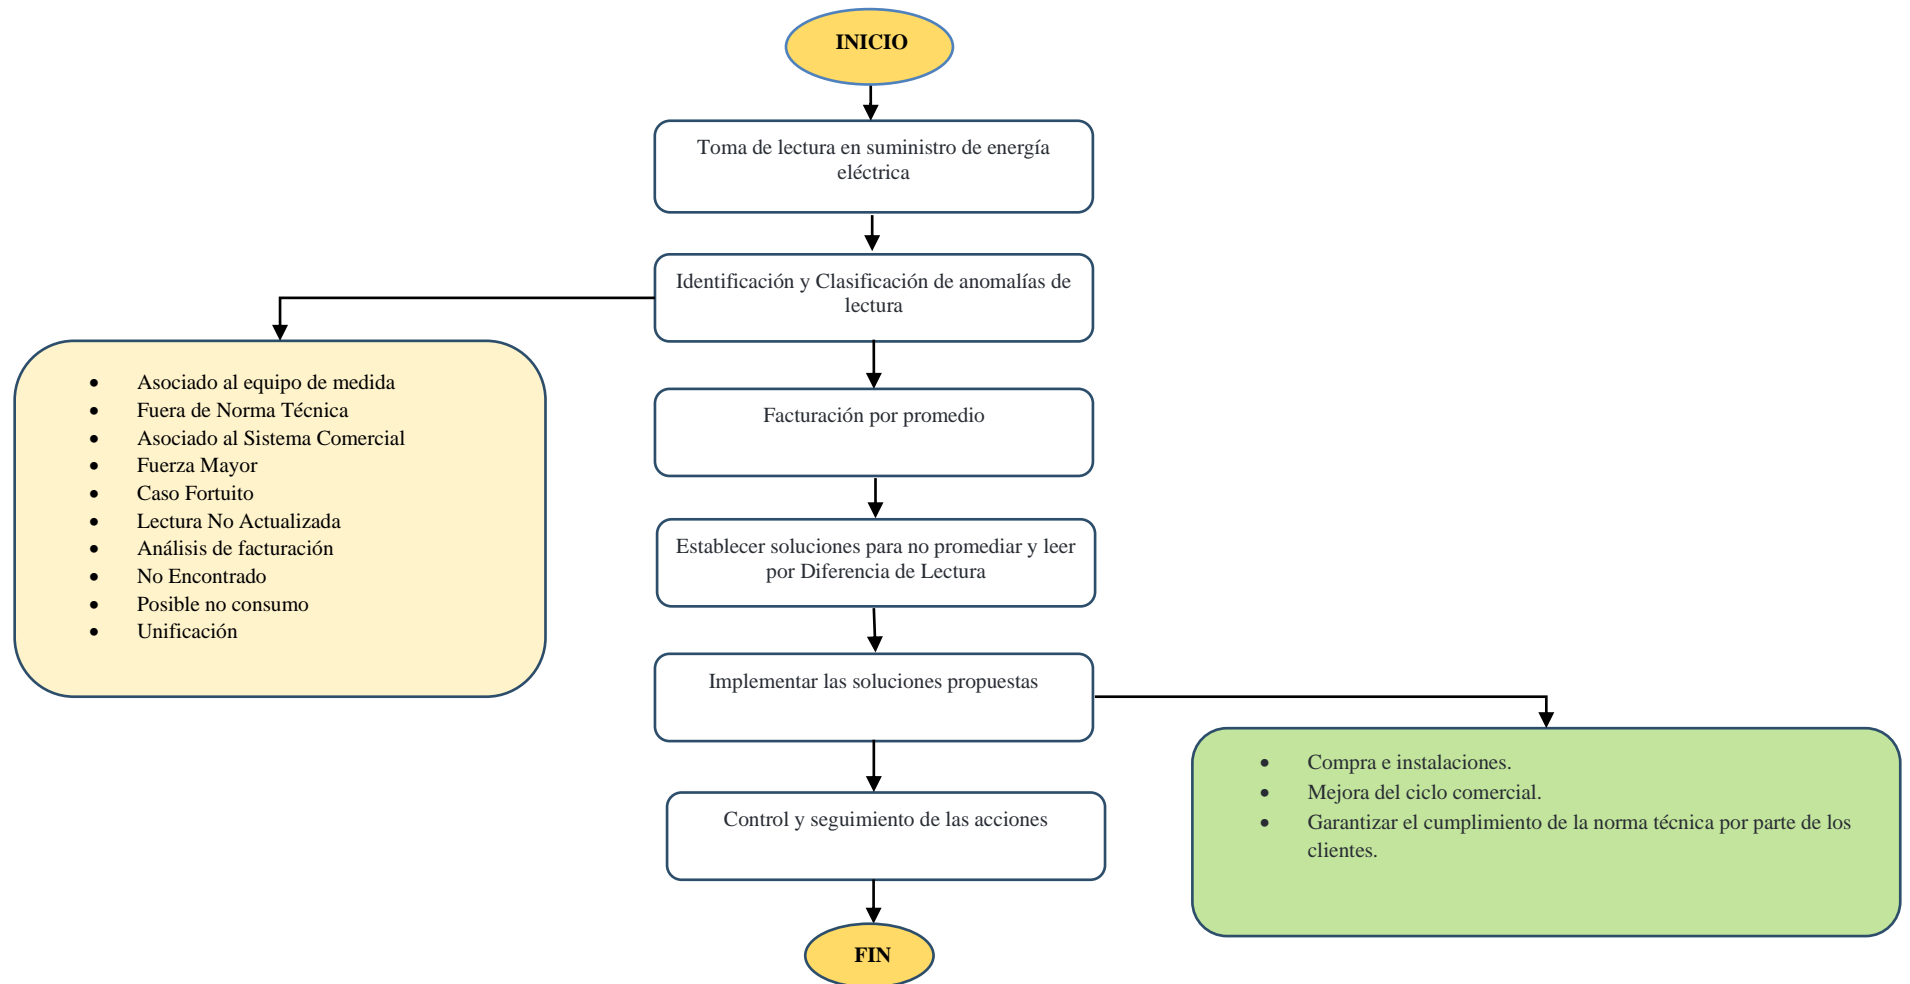 INICIO
Toma de lectura en suministro de energía
eléctrica
Identificación y Clasificación de anomalías de
lectura
• Asociado al equipo de medida
• Fuera de Norma Técnica
• Asociado al Sistema Comercial
• Fuerza Mayor
• Caso Fortuito
• Lectura No Actualizada
• Análisis de facturación
• No Encontrado
• Posible no consumo
• Unificación
Facturación por promedio
Establecer soluciones para no promediar y leer
por Diferencia de Lectura
Implementar las soluciones propuestas
• Compra e instalaciones.
• Mejora del ciclo comercial.
• Garantizar el cumplimiento de la norma técnica por parte de los
clientes.
Control y seguimiento de las acciones
FIN